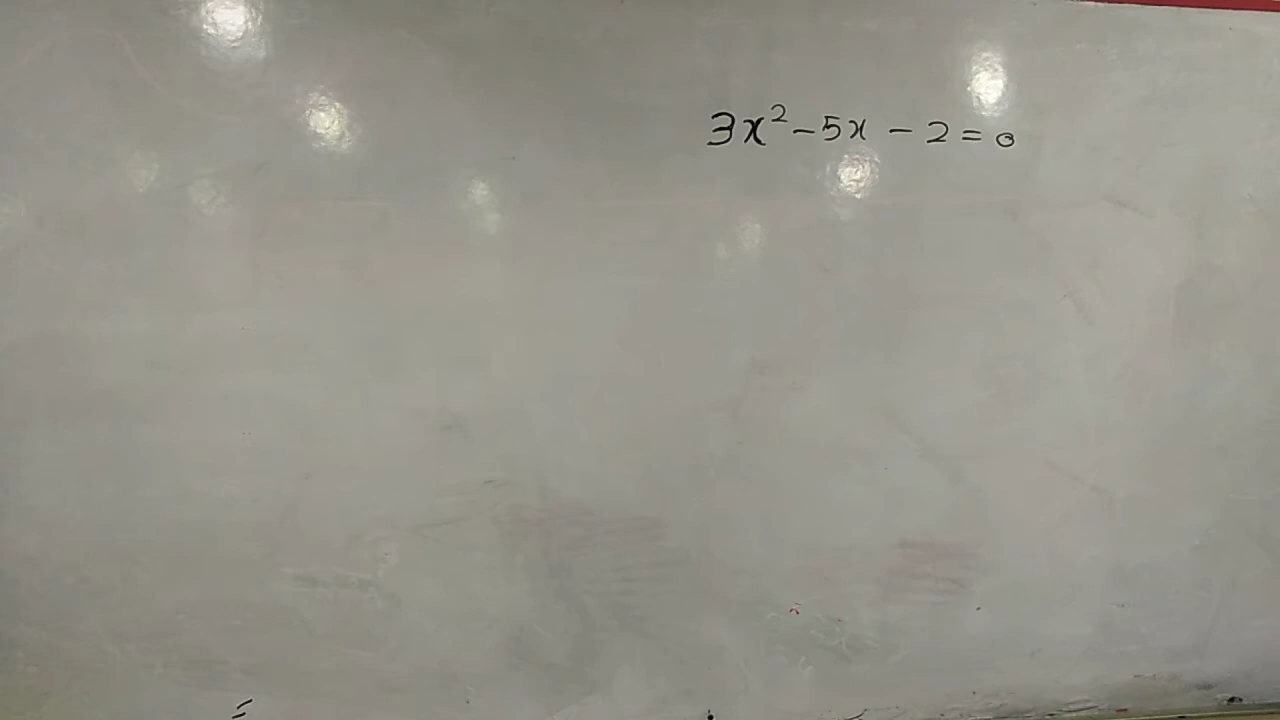 3x² - 5x - 2 = 0